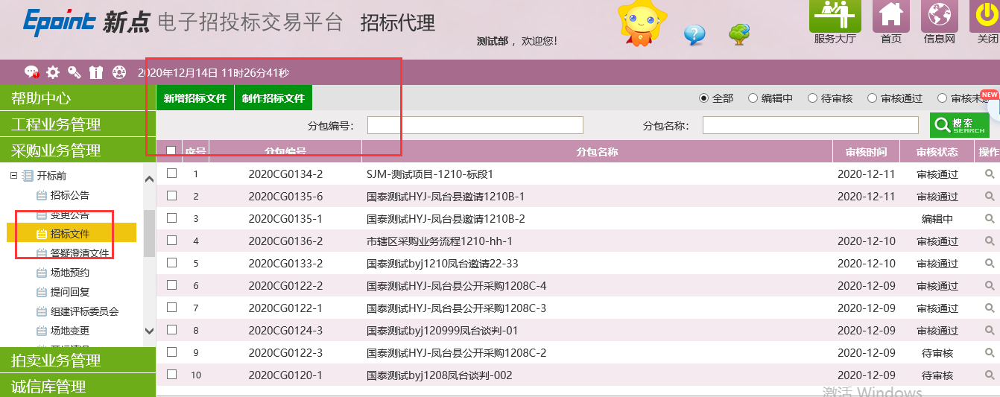 Epoint 新点 电子招投标交易平台 招标代理
测试部 ，欢迎您！
服务大厅 首页 信息网 关闭
2020年12月14日 11时26分41秒
帮助中心
工程业务管理
采购业务管理
开标前
招标公告
变更公告
招标文件
答疑澄清文件
场地预约
提问回复
组建评标委员会
场地变更
开标情况
拍卖业务管理
诚信库管理
新增招标文件 制作招标文件
全部 编辑中 待审核 审核通过 审核未
NEW
分包编号： 分包名称： 搜索 SEARCH
序号 分包编号 分包名称 审核时间 审核状态 操作
1 2020CG0134-2 SJM-测试项目-1210-标段1 2020-12-11 审核通过
2 2020CG0135-6 国泰测试HYJ-凤台县邀请1210B-1 2020-12-11 审核通过
3 2020CG0135-1 国泰测试HYJ-凤台县邀请1210B-2 编辑中
4 2020CG0136-2 市辖区采购业务流程1210-hh-1 2020-12-10 审核通过
5 2020CG0133-2 国泰测试byj1210凤台邀请22-33 2020-12-10 审核通过
6 2020CG0122-2 国泰测试HYJ-凤台县公开采购1208C-4 2020-12-09 审核通过
7 2020CG0122-1 国泰测试HYJ-凤台县公开采购1208C-3 2020-12-09 审核通过
8 2020CG0124-3 国泰测试byj120999凤台谈判-01 2020-12-09 审核通过
9 2020CG0122-3 国泰测试HYJ-凤台县公开采购1208C-2 2020-12-09 待审核
10 2020CG0120-1 国泰测试byj1208凤台谈判-002 2020-12-09 待审核
激活 Windows